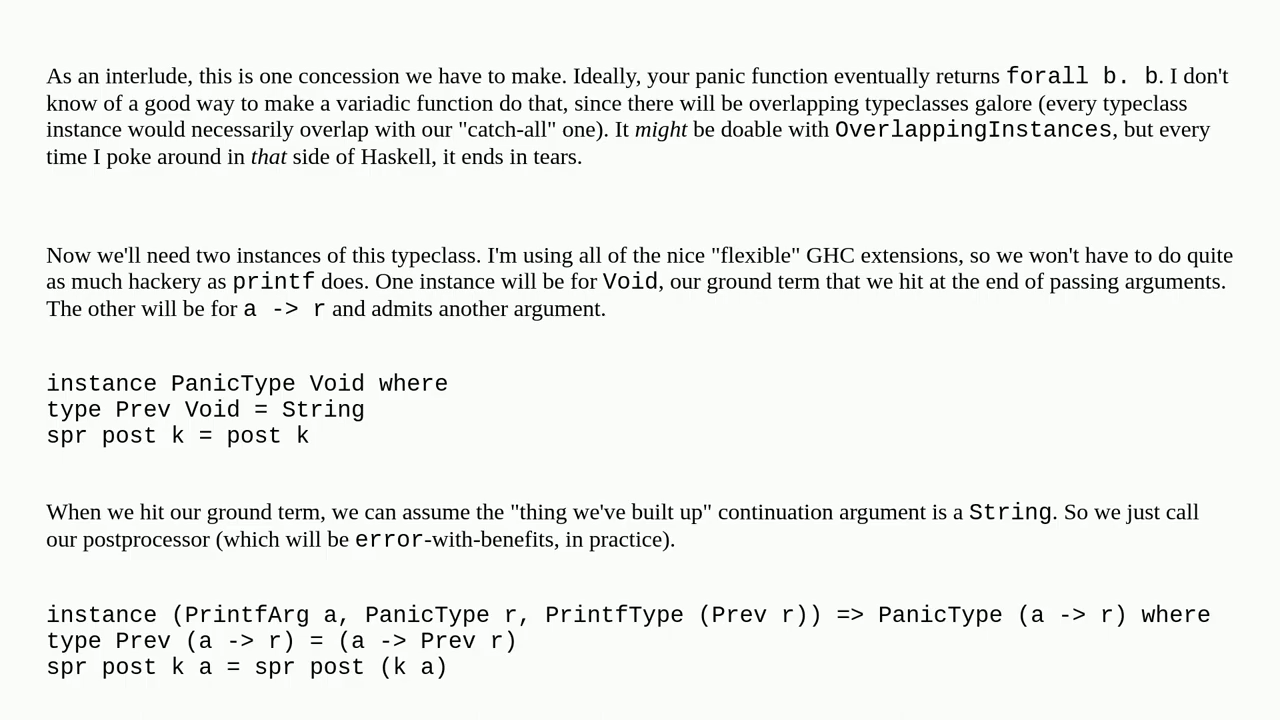 As an interlude, this is one concession we have to make. Ideally, your panic function eventually returns forall b. b. I don't
know of a good way to make a variadic function do that, since there will be overlapping typeclasses galore (every typeclass
instance would necessarily overlap with our "catch-all" one). It might be doable with OverlappingInstances, but every
time I poke around in that side of Haskell, it ends in tears.
Now we'll need two instances of this typeclass. I'm using all of the nice "flexible" GHC extensions, so we won't have to do quite
as much hackery as printf does. One instance will be for Void, our ground term that we hit at the end of passing arguments.
The other will be for a -> r and admits another argument.
instance PanicType Void where
type Prev Void = String
spr post k = post k
When we hit our ground term, we can assume the "thing we've built up" continuation argument is a String. So we just call
our postprocessor (which will be error-with-benefits, in practice).
instance (PrintfArg a, PanicType r, PrintfType (Prev r)) => PanicType (a -> r) where
type Prev (a -> r) = (a -> Prev r)
spr post k a = spr post (k a)